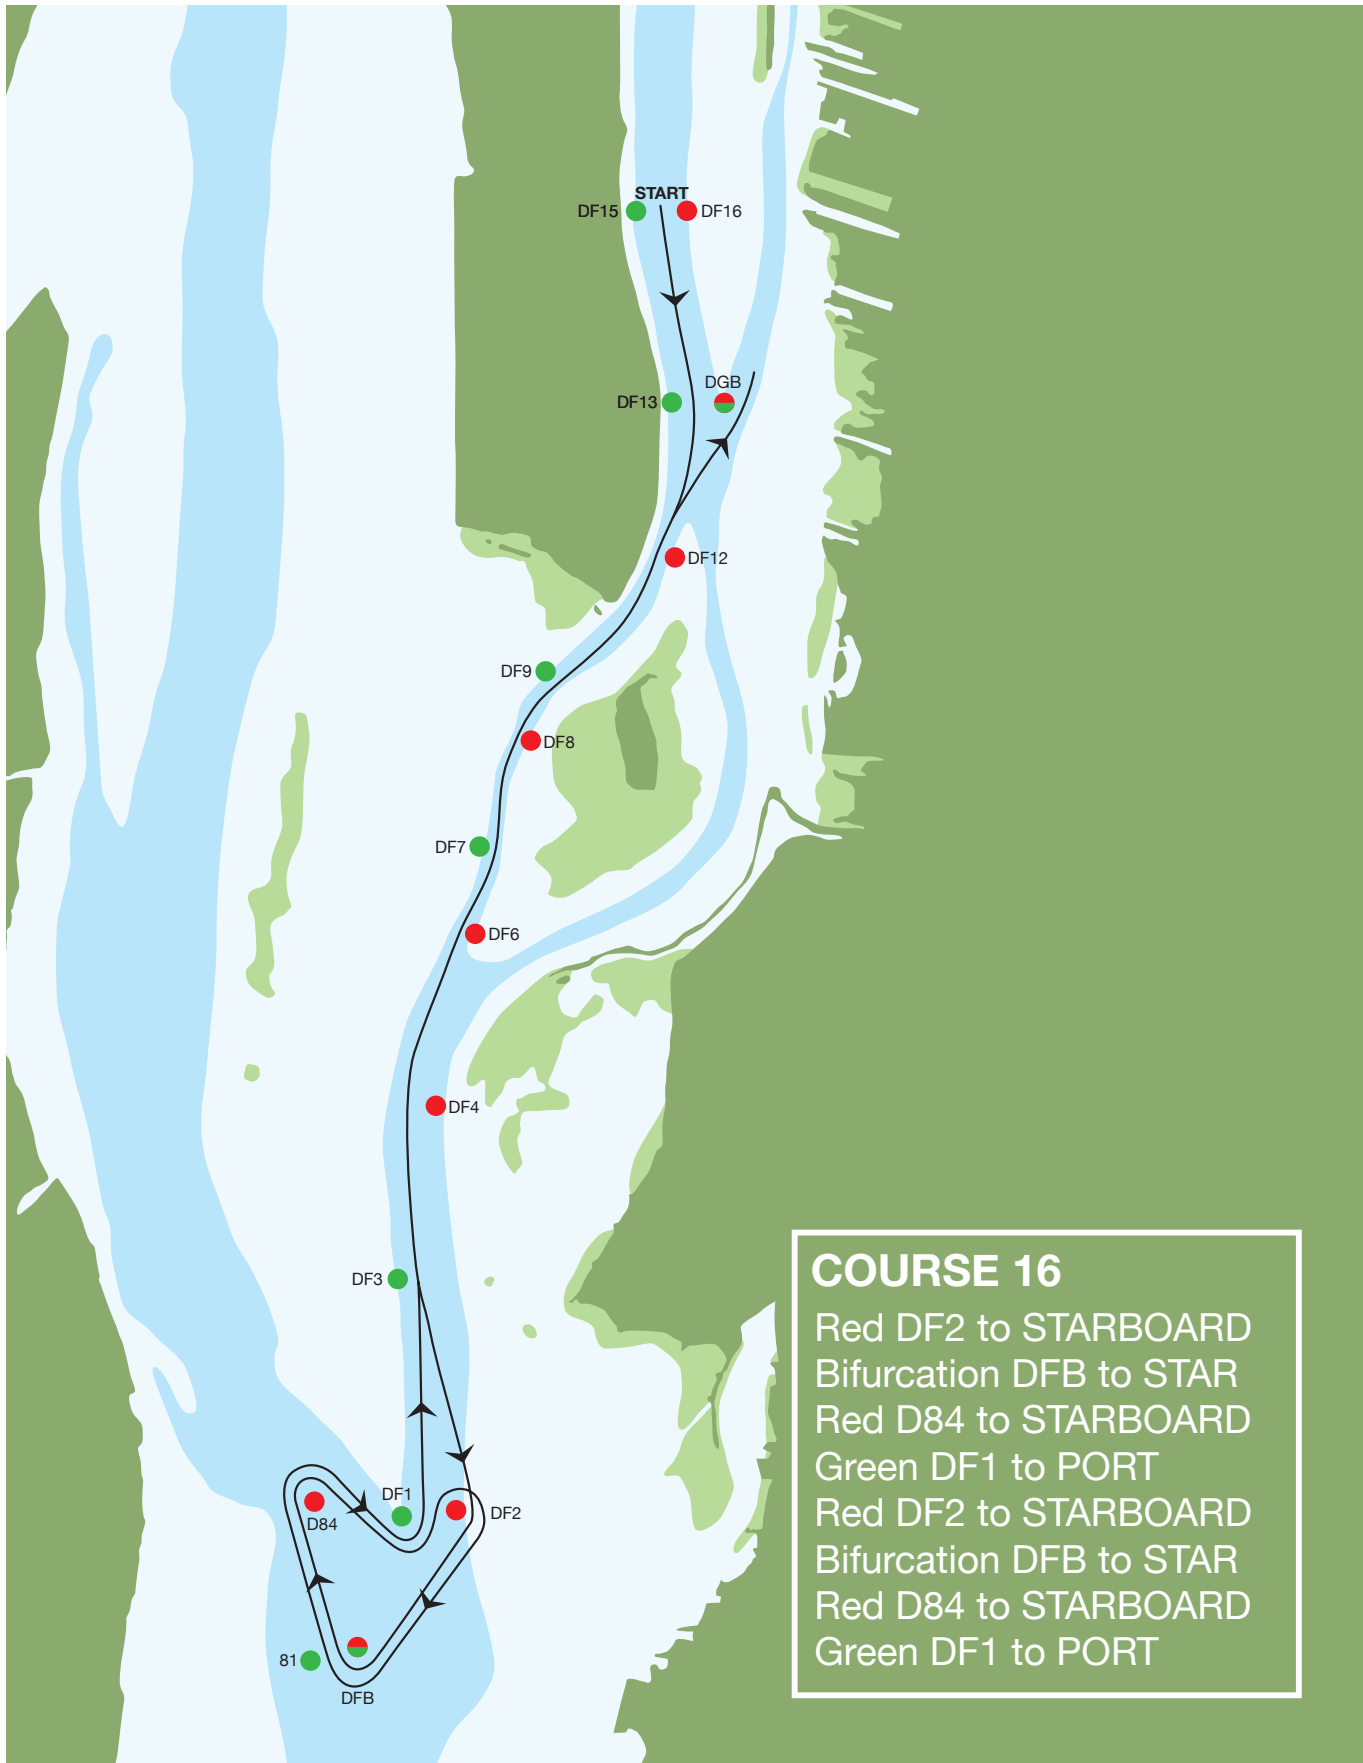 START
DF15
DF16
DGB
DF13
DF12
DF9
DF8
DF7
DF6
DF4
DF3
DF1
DF2
D84
81
DFB
COURSE 16
Red DF2 to STARBOARD
Bifurcation DFB to STAR
Red D84 to STARBOARD
Green DF1 to PORT
Red DF2 to STARBOARD
Bifurcation DFB to STAR
Red D84 to STARBOARD
Green DF1 to PORT